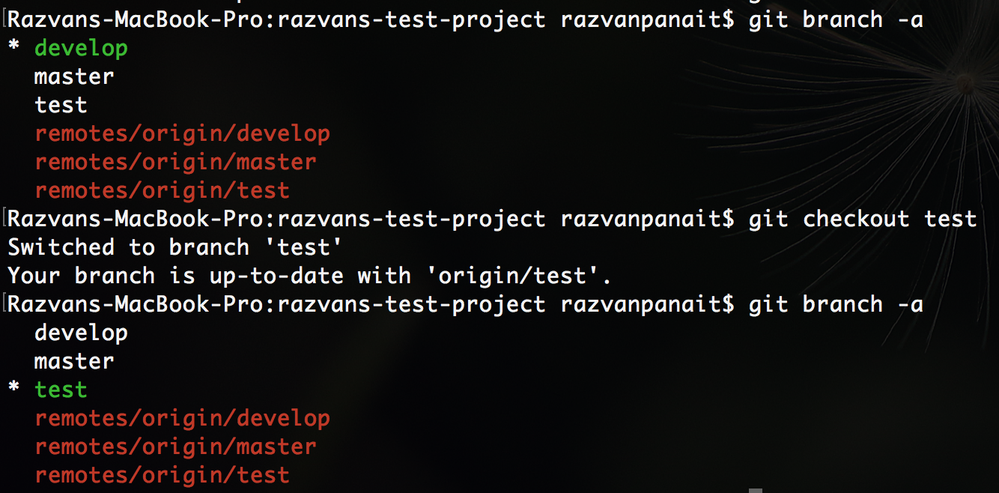 Razvans-MacBook-Pro:razvans-test-project razvanpanait$ git branch -a
* develop
  master
  test
  remotes/origin/develop
  remotes/origin/master
  remotes/origin/test
Razvans-MacBook-Pro:razvans-test-project razvanpanait$ git checkout test
Switched to branch 'test'
Your branch is up-to-date with 'origin/test'.
Razvans-MacBook-Pro:razvans-test-project razvanpanait$ git branch -a
  develop
  master
* test
  remotes/origin/develop
  remotes/origin/master
  remotes/origin/test